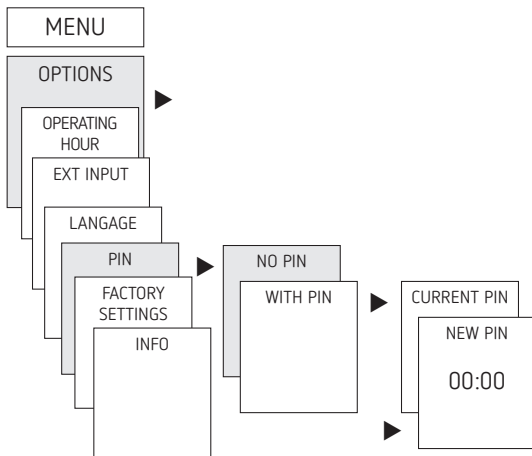 MENU
OPTIONS
OPERATING
HOUR
EXT INPUT
LANGAGE
PIN
FACTORY
SETTINGS
INFO
NO PIN
WITH PIN
CURRENT PIN
NEW PIN
00:00